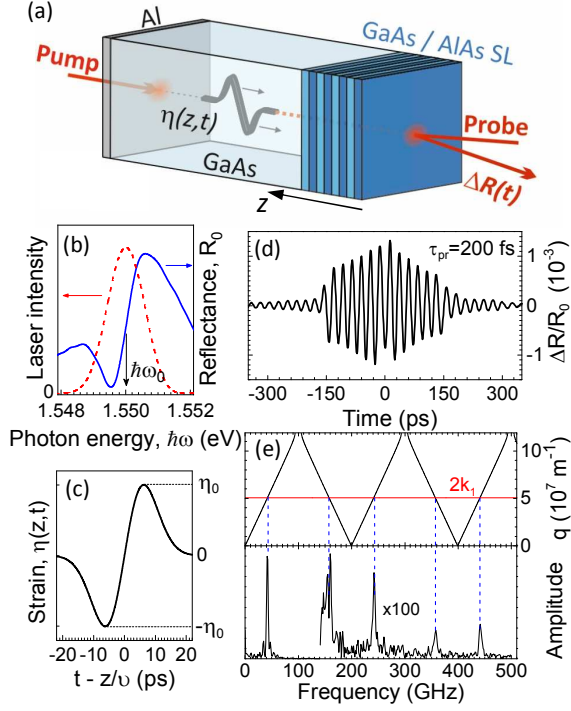 (a)
Al
GaAs / AlAs SL
Pump
η(z,t)
Probe
GaAs
ΔR(t)
z
(b)
Laser intensity
Reflectance, R₀
ħω₀
0
1.548 1.550 1.552
Photon energy, ħω (eV)
(d)
τpr=200 fs
ΔR/R₀ (10⁻³)
1
0
-1
-350 -150 0 150 350
Time (ps)
(c)
Strain, η(z,t)
η₀
0
-η₀
-20 -10 0 10 20
t - z/υ (ps)
(e)
2k₁
q (10⁷ m⁻¹)
10
5
0
x100
Amplitude
0 100 200 300 400 500
Frequency (GHz)